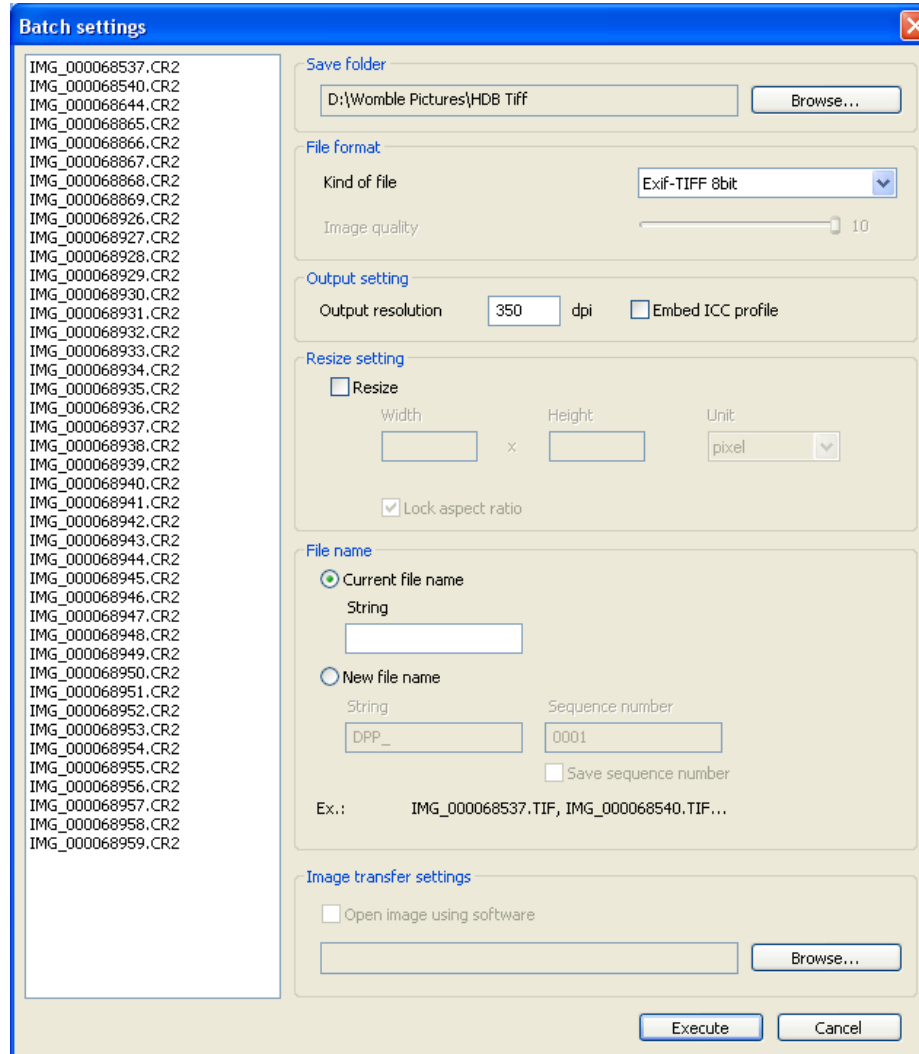 Batch settings
IMG_000068537.CR2
IMG_000068540.CR2
IMG_000068644.CR2
IMG_000068865.CR2
IMG_000068866.CR2
IMG_000068867.CR2
IMG_000068868.CR2
IMG_000068869.CR2
IMG_000068926.CR2
IMG_000068927.CR2
IMG_000068928.CR2
IMG_000068929.CR2
IMG_000068930.CR2
IMG_000068931.CR2
IMG_000068932.CR2
IMG_000068933.CR2
IMG_000068934.CR2
IMG_000068935.CR2
IMG_000068936.CR2
IMG_000068937.CR2
IMG_000068938.CR2
IMG_000068939.CR2
IMG_000068940.CR2
IMG_000068941.CR2
IMG_000068942.CR2
IMG_000068943.CR2
IMG_000068944.CR2
IMG_000068945.CR2
IMG_000068946.CR2
IMG_000068947.CR2
IMG_000068948.CR2
IMG_000068949.CR2
IMG_000068950.CR2
IMG_000068951.CR2
IMG_000068952.CR2
IMG_000068953.CR2
IMG_000068954.CR2
IMG_000068955.CR2
IMG_000068956.CR2
IMG_000068957.CR2
IMG_000068958.CR2
IMG_000068959.CR2
Save folder
D:\Womble Pictures\HDB Tiff Browse...
File format
Kind of file Exif-TIFF 8bit
Image quality 10
Output setting
Output resolution 350 dpi Embed ICC profile
Resize setting
Resize
Width Height Unit
x pixel
Lock aspect ratio
File name
Current file name
String
New file name
String Sequence number
DPP_ 0001
Save sequence number
Ex.: IMG_000068537.TIF, IMG_000068540.TIF...
Image transfer settings
Open image using software
Browse...
Execute Cancel